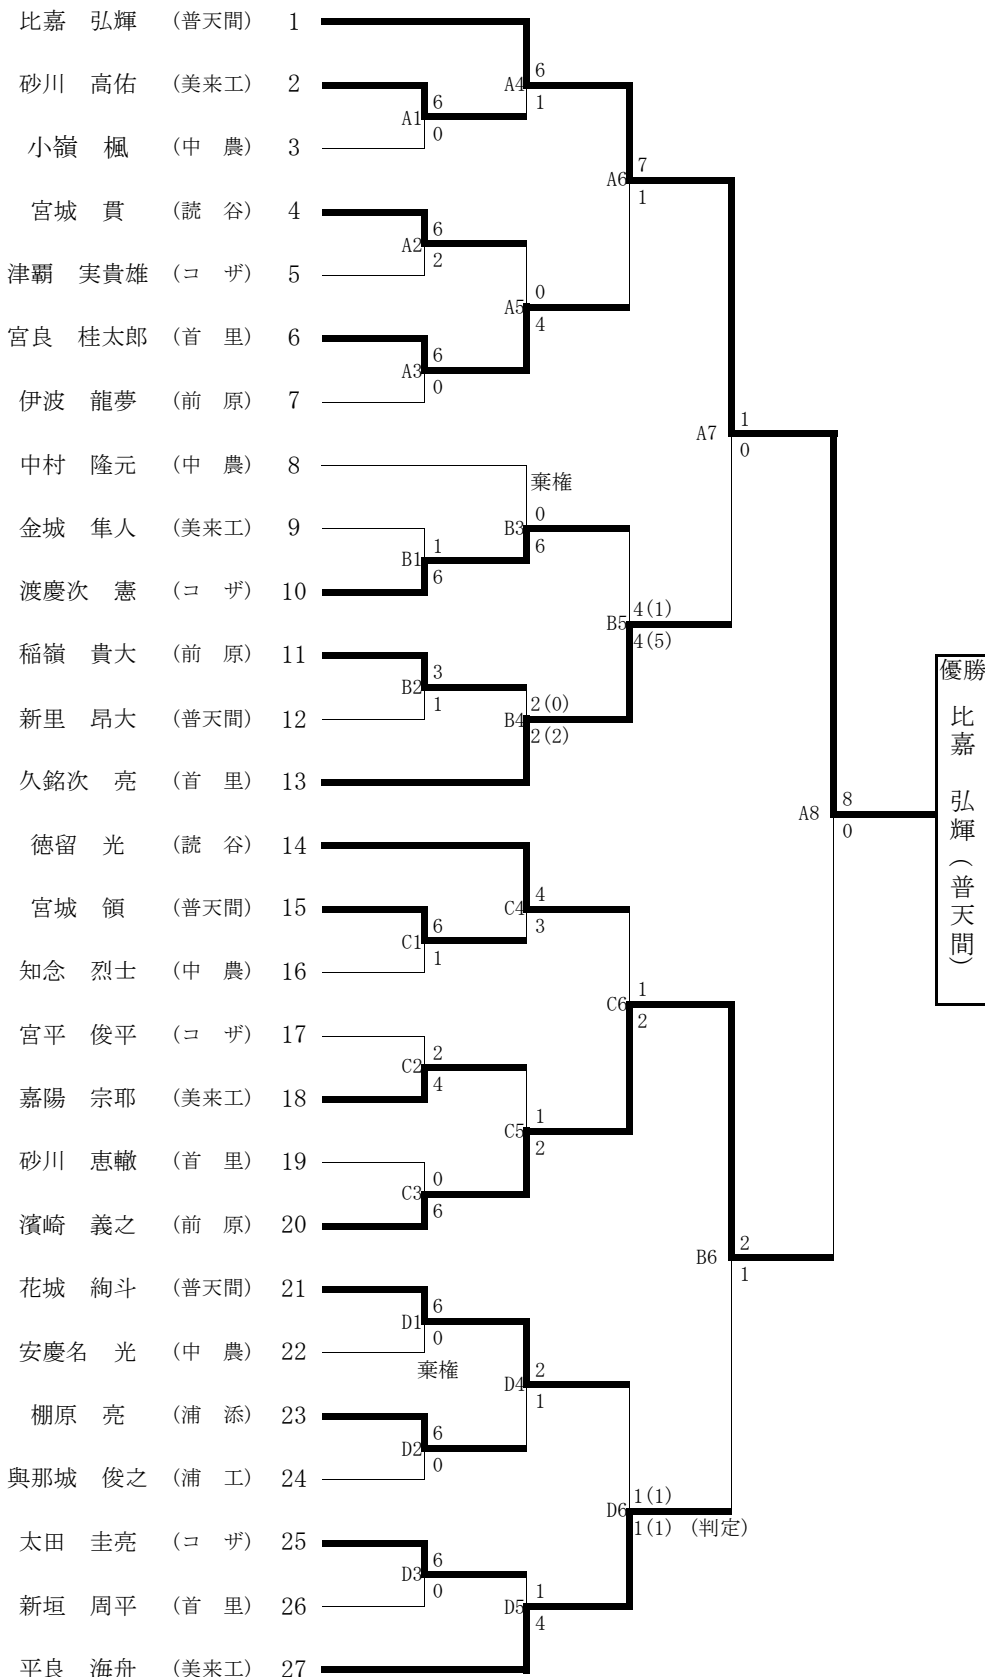 比嘉　弘輝　（普天間）　1
砂川　高佑　（美来工）　2
小嶺　楓　（中　農）　3
宮城　貫　（読　谷）　4
津覇　実貴雄　（コ　ザ）　5
宮良　桂太郎　（首　里）　6
伊波　龍夢　（前　原）　7
中村　隆元　（中　農）　8
金城　隼人　（美来工）　9
渡慶次　憲　（コ　ザ）　10
稲嶺　貴大　（前　原）　11
新里　昂大　（普天間）　12
久銘次　亮　（首　里）　13
徳留　光　（読　谷）　14
宮城　領　（普天間）　15
知念　烈士　（中　農）　16
宮平　俊平　（コ　ザ）　17
嘉陽　宗耶　（美来工）　18
砂川　恵轍　（首　里）　19
濱崎　義之　（前　原）　20
花城　絢斗　（普天間）　21
安慶名　光　（中　農）　22
棚原　亮　（浦　添）　23
與那城　俊之　（浦　工）　24
太田　圭亮　（コ　ザ）　25
新垣　周平　（首　里）　26
平良　海舟　（美来工）　27
A1 6 0
A2 6 2
A3 6 0
B1 1 6
B2 3 1
C1 6 1
C2 2 4
C3 0 6
D1 6 0
棄権
D2 6 0
D3 6 0
A4 6 1
A5 0 4
棄権
B3 0 6
B4 2(0) 2(2)
C4 4 3
C5 1 2
D4 2 1
D5 1 4
A6 7 1
B5 4(1) 4(5)
C6 1 2
D6 1(1) 1(1)　(判定)
A7 1 0
B6 2 1
A8 8 0
優勝
比嘉　弘輝（普天間）